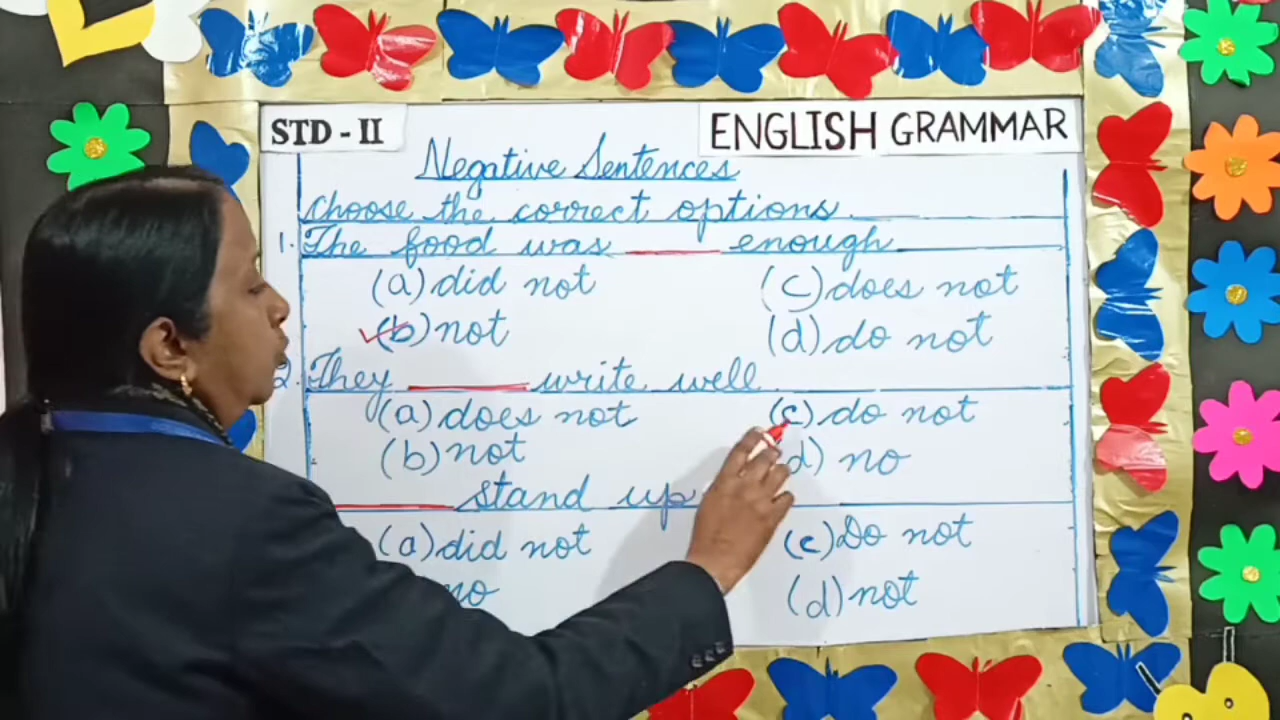 STD - II
ENGLISH GRAMMAR
Negative Sentences
Choose the correct options.
1. The food was ____ enough
(a) did not (c) does not
(b) not (d) do not
2. They ____ write well.
(a) does not (c) do not
(b) not d) no
____ stand up
(a) did not (c) Do not
no (d) not